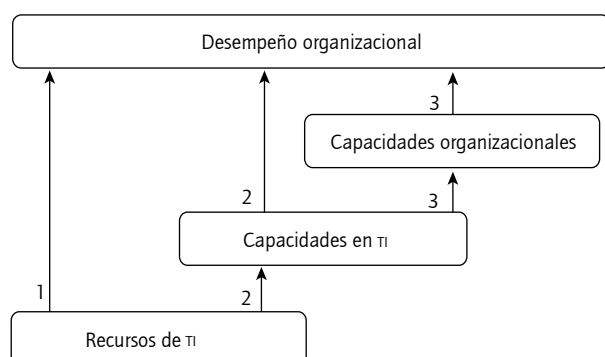 Desempeño organizacional
3
Capacidades organizacionales
2
3
Capacidades en TI
1
2
Recursos de TI